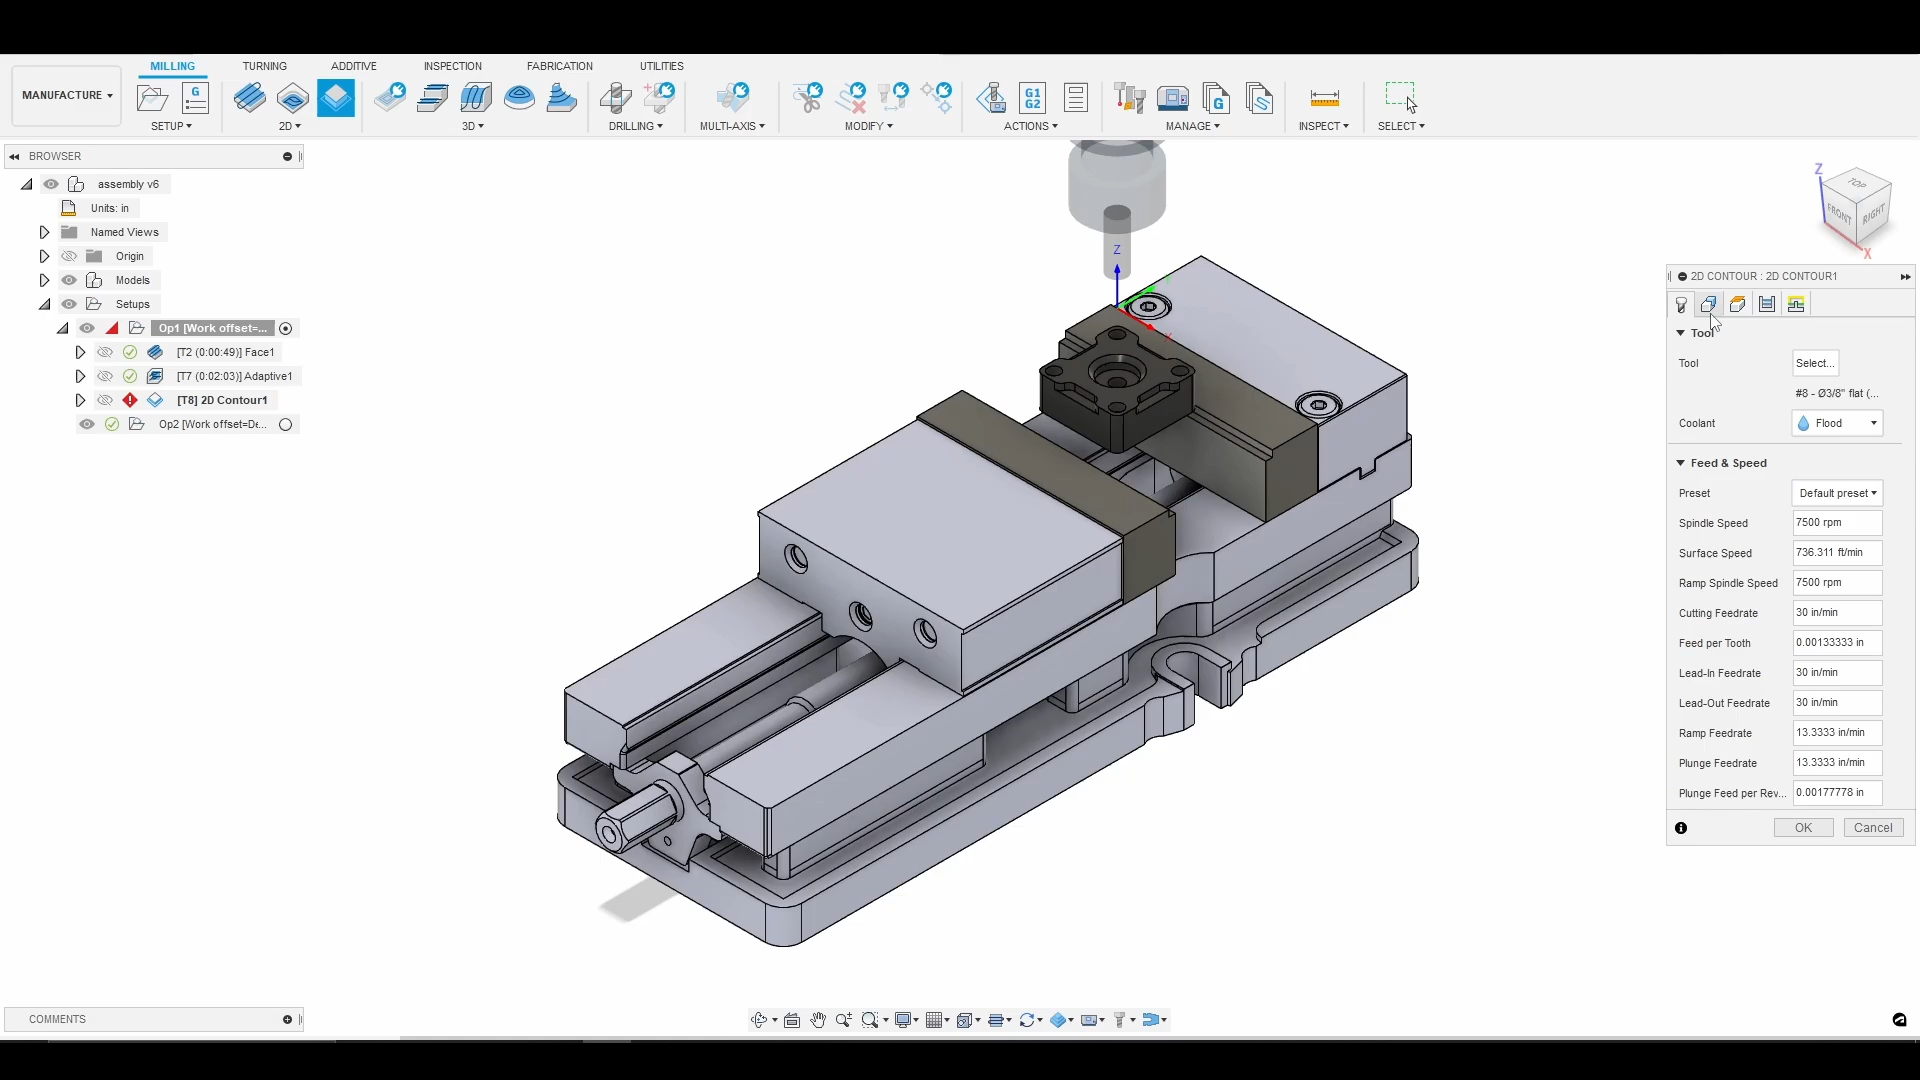 MILLING
TURNING
ADDITIVE
INSPECTION
FABRICATION
UTILITIES
MANUFACTURE
G
G1
G2
G
SETUP
2D
3D
DRILLING
MULTI-AXIS
MODIFY
ACTIONS
MANAGE
INSPECT
SELECT
BROWSER
assembly v6
Units: in
Named Views
Origin
Models
Setups
Op1 [Work offset=...
[T2 (0:00:49)] Face1
[T7 (0:02:03)] Adaptive1
[T8] 2D Contour1
Op2 [Work offset=De...
Z
X
Z
TOP
FRONT
RIGHT
X
2D CONTOUR : 2D CONTOUR1
Tool
Tool
Select...
#8 - Ø3/8" flat (...
Coolant
Flood
Feed & Speed
Preset
Default preset
Spindle Speed
7500 rpm
Surface Speed
736.311 ft/min
Ramp Spindle Speed
7500 rpm
Cutting Feedrate
30 in/min
Feed per Tooth
0.00133333 in
Lead-In Feedrate
30 in/min
Lead-Out Feedrate
30 in/min
Ramp Feedrate
13.3333 in/min
Plunge Feedrate
13.3333 in/min
Plunge Feed per Rev...
0.00177778 in
OK
Cancel
COMMENTS